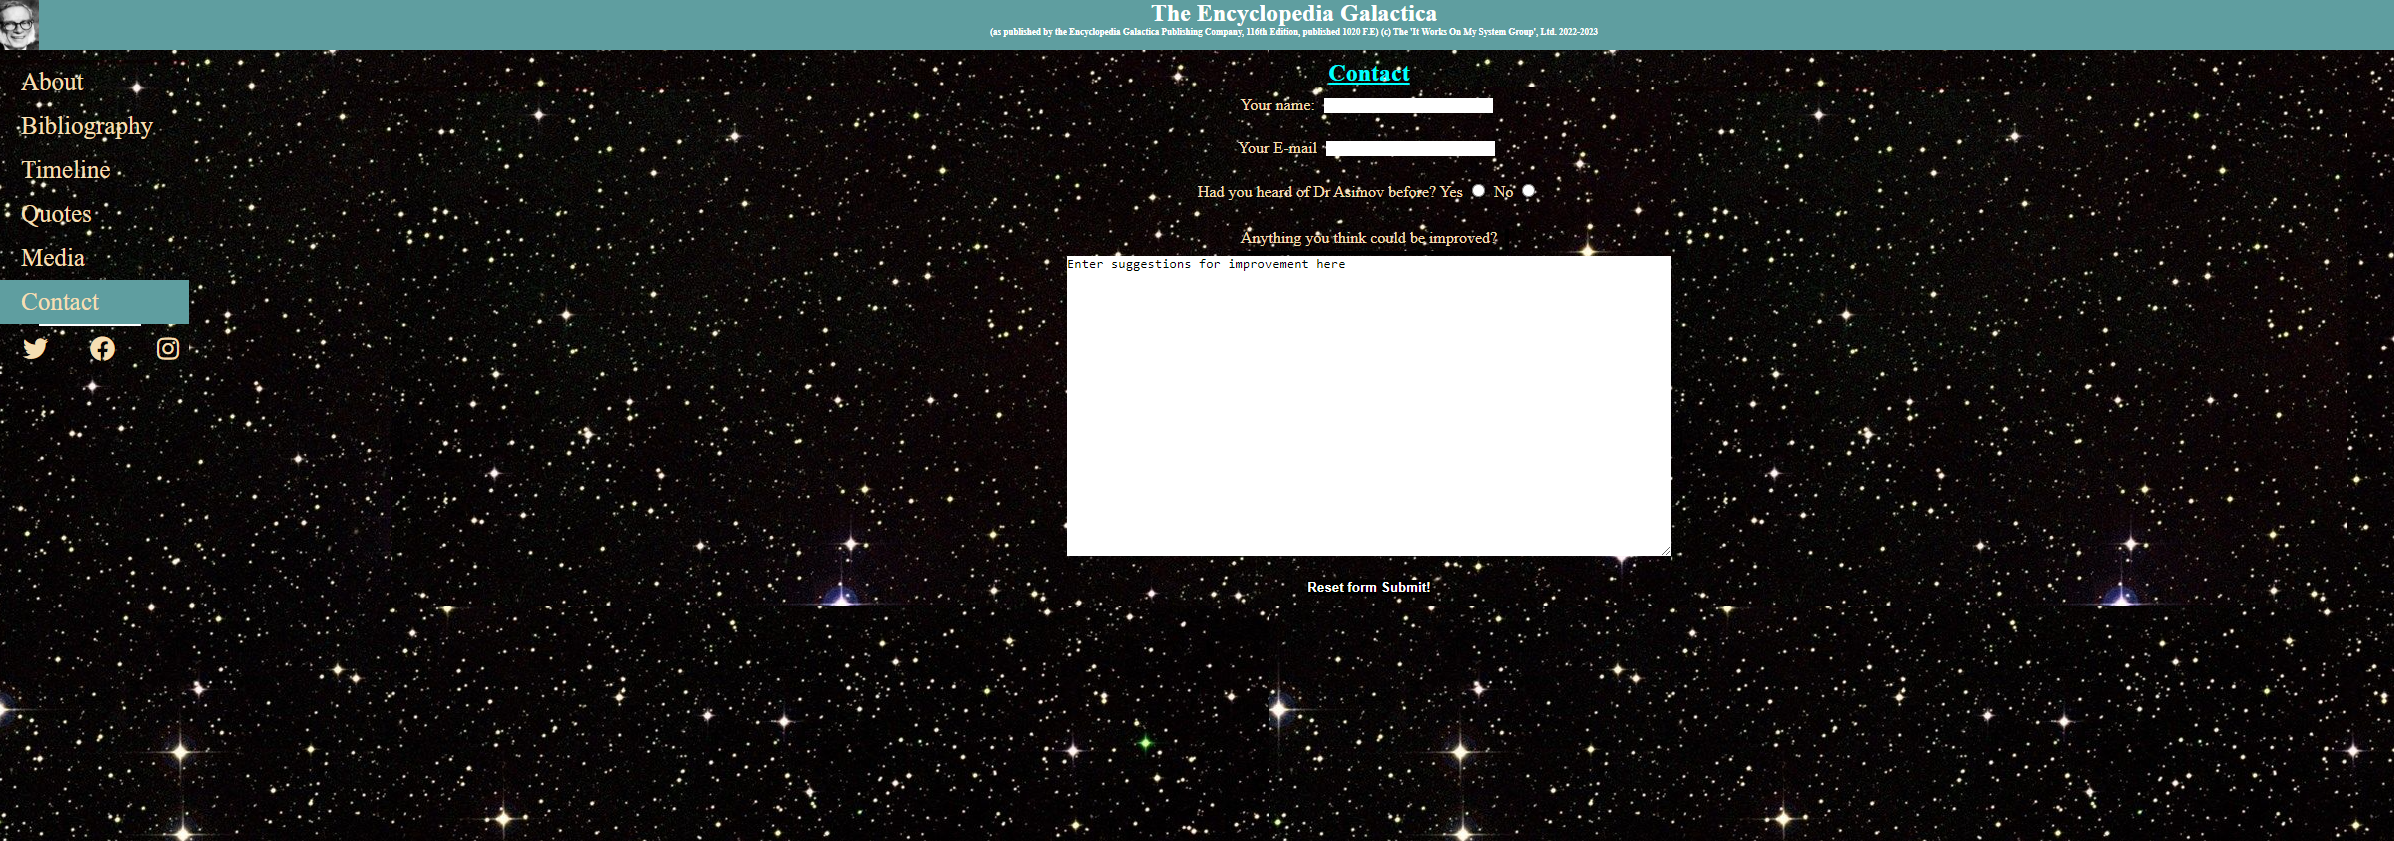 The Encyclopedia Galactica
(as published by the Encyclopedia Galactica Publishing Company, 116th Edition, published 1020 F.E) (c) The 'It Works On My System Group', Ltd. 2022-2023
About
Bibliography
Timeline
Quotes
Media
Contact
Contact
Your name:
Your E-mail
Had you heard of Dr Asimov before? Yes No
Anything you think could be improved?
Enter suggestions for improvement here
Reset form Submit!